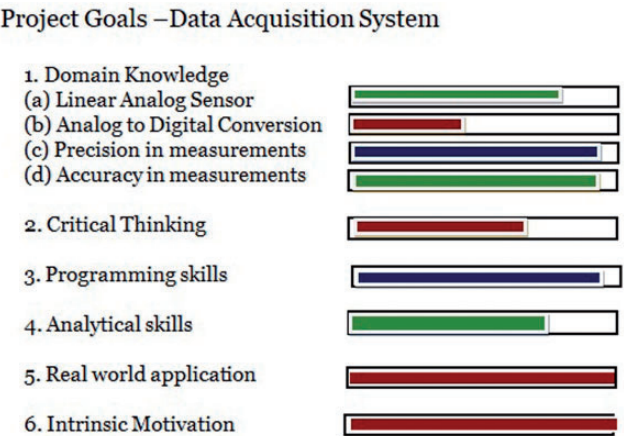 Project Goals –Data Acquisition System
1. Domain Knowledge
(a) Linear Analog Sensor
(b) Analog to Digital Conversion
(c) Precision in measurements
(d) Accuracy in measurements
2. Critical Thinking
3. Programming skills
4. Analytical skills
5. Real world application
6. Intrinsic Motivation